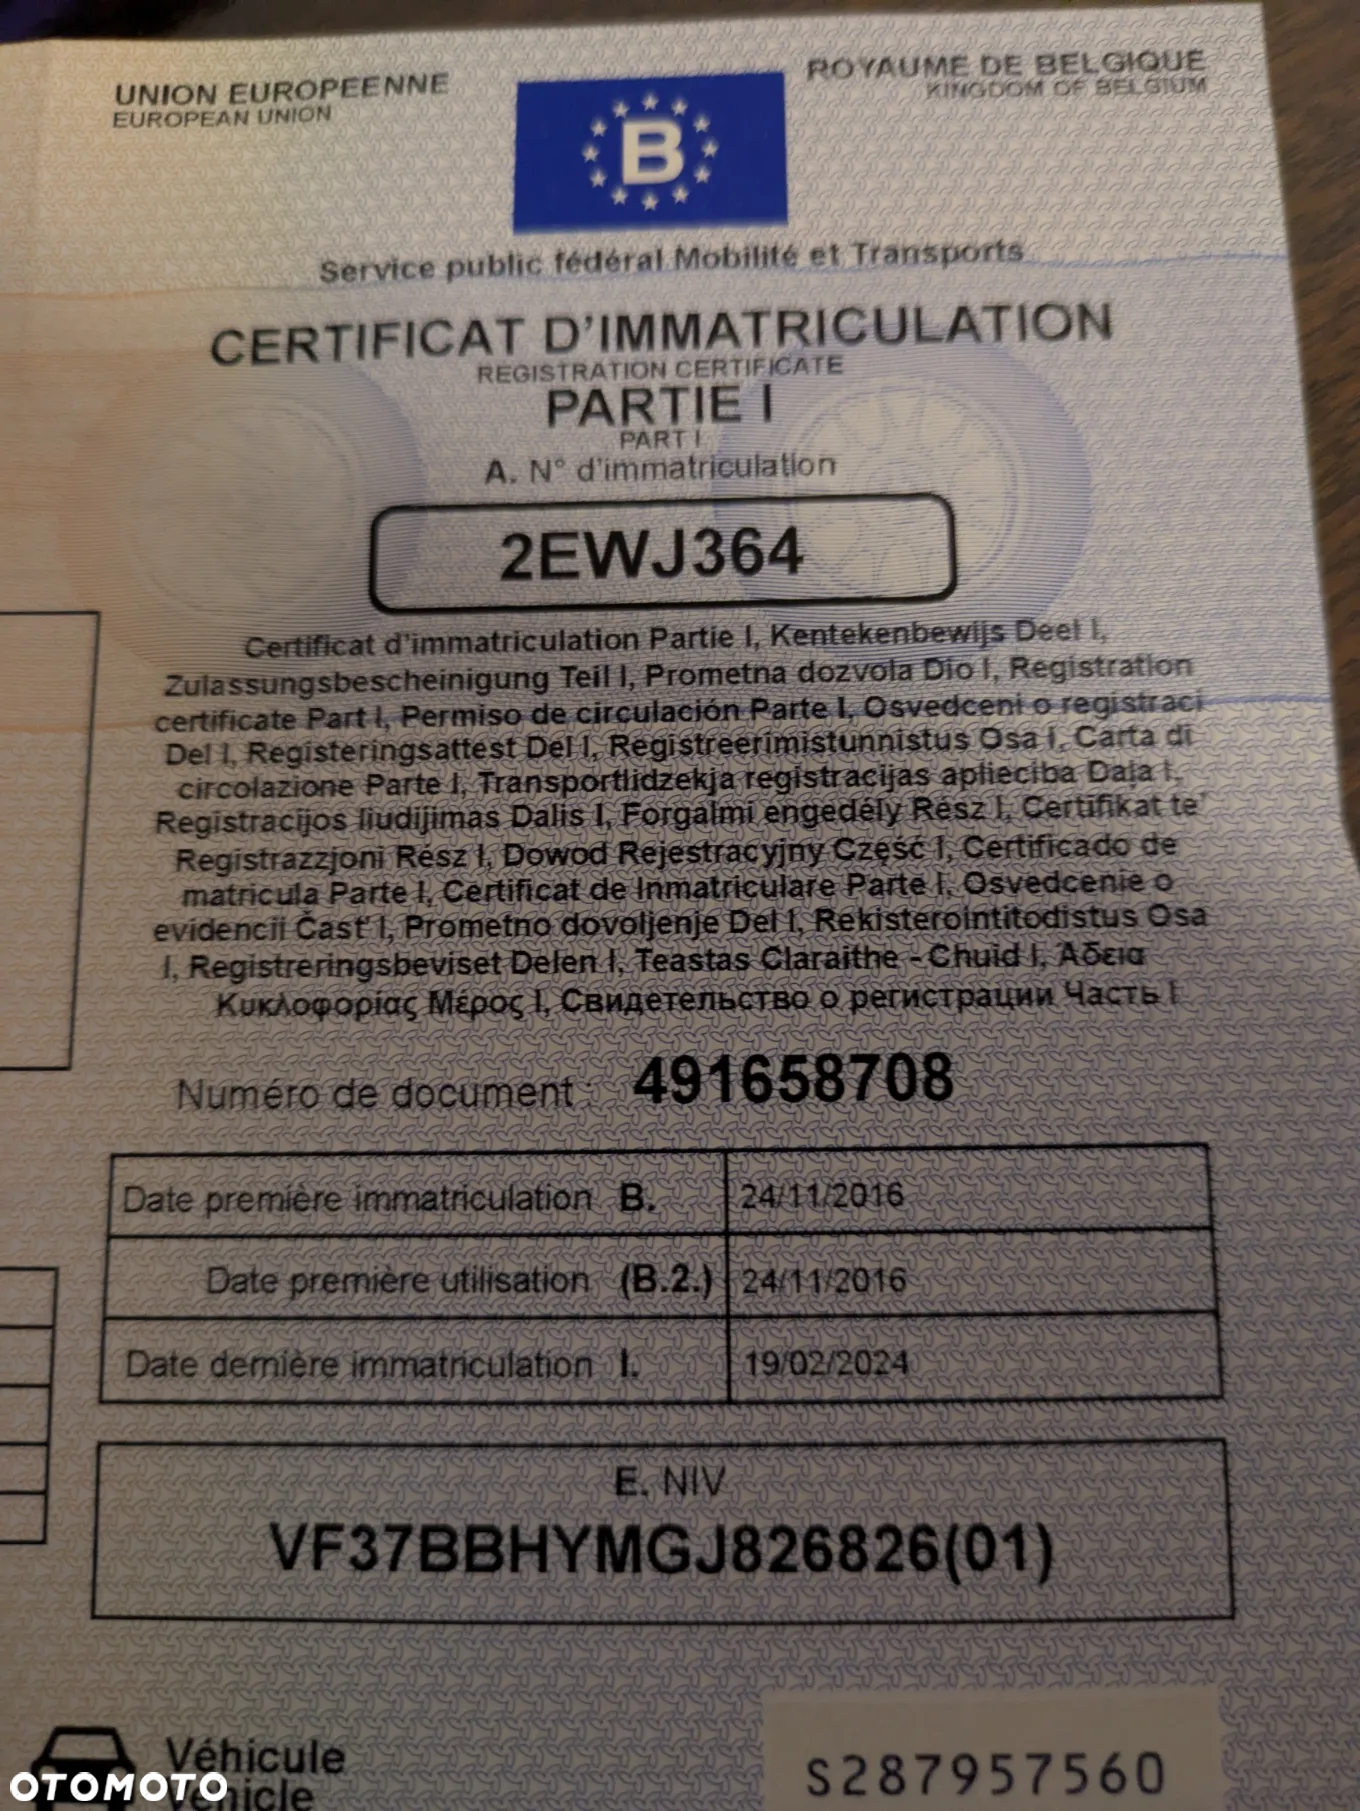 UNION EUROPEENNE
EUROPEAN UNION
B
ROYAUME DE BELGIQUE
KINGDOM OF BELGIUM
Service public fédéral Mobilité et Transports
CERTIFICAT D'IMMATRICULATION
REGISTRATION CERTIFICATE
PARTIE I
PART I
A. N° d'immatriculation
2EWJ364
Certificat d'immatriculation Partie I, Kentekenbewijs Deel I,
Zulassungsbescheinigung Teil I, Prometna dozvola Dio I, Registration
certificate Part I, Permiso de circulación Parte I, Osvedceni o registraci
Del I, Registeringsattest Del I, Registreerimistunnistus Osa I, Carta di
circolazione Parte I, Transportlidzekja registracijas aplieciba Daļa I,
Registracijos liudijimas Dalis I, Forgalmi engedély Rész I, Certifikat te'
Registrazzjoni Rész I, Dowod Rejestracyjny Część I, Certificado de
matricula Parte I, Certificat de Inmatriculare Parte I, Osvedcenie o
evidencii Časť I, Prometno dovoljenje Del I, Rekisterointitodistus Osa
I, Registreringsbeviset Delen I, Teastas Claraithe - Chuid I, Άδεια
Κυκλοφορίας Μέρος I, Свидетельство о регистрации Часть I
Numéro de document : 491658708
Date première immatriculation B. 24/11/2016
Date première utilisation (B.2.) 24/11/2016
Date dernière immatriculation I. 19/02/2024
E. NIV
VF37BBHYMGJ826826(01)
Véhicule
Vehicle
S287957560
OTOMOTO